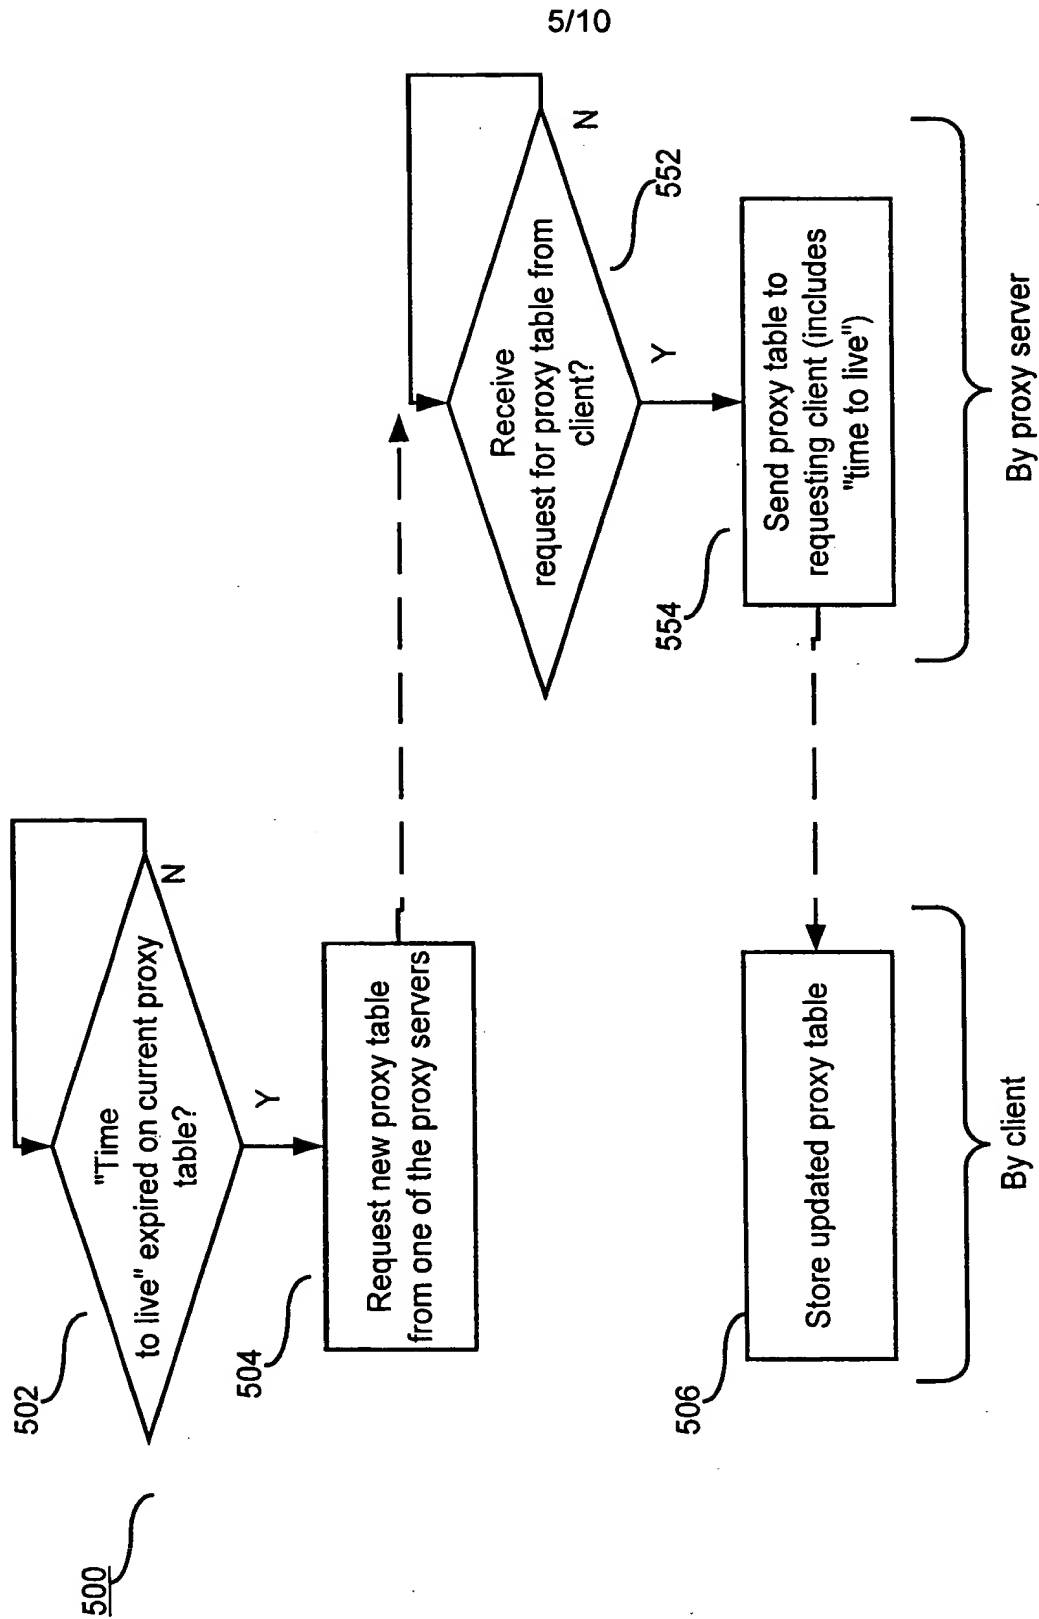 5/10
500
502
"Time
to live" expired on current proxy
table?
N
Y
504
Request new proxy table
from one of the proxy servers
552
Receive
request for proxy table from
client?
N
Y
554
Send proxy table to
requesting client (includes
"time to live")
506
Store updated proxy table
By client
By proxy server